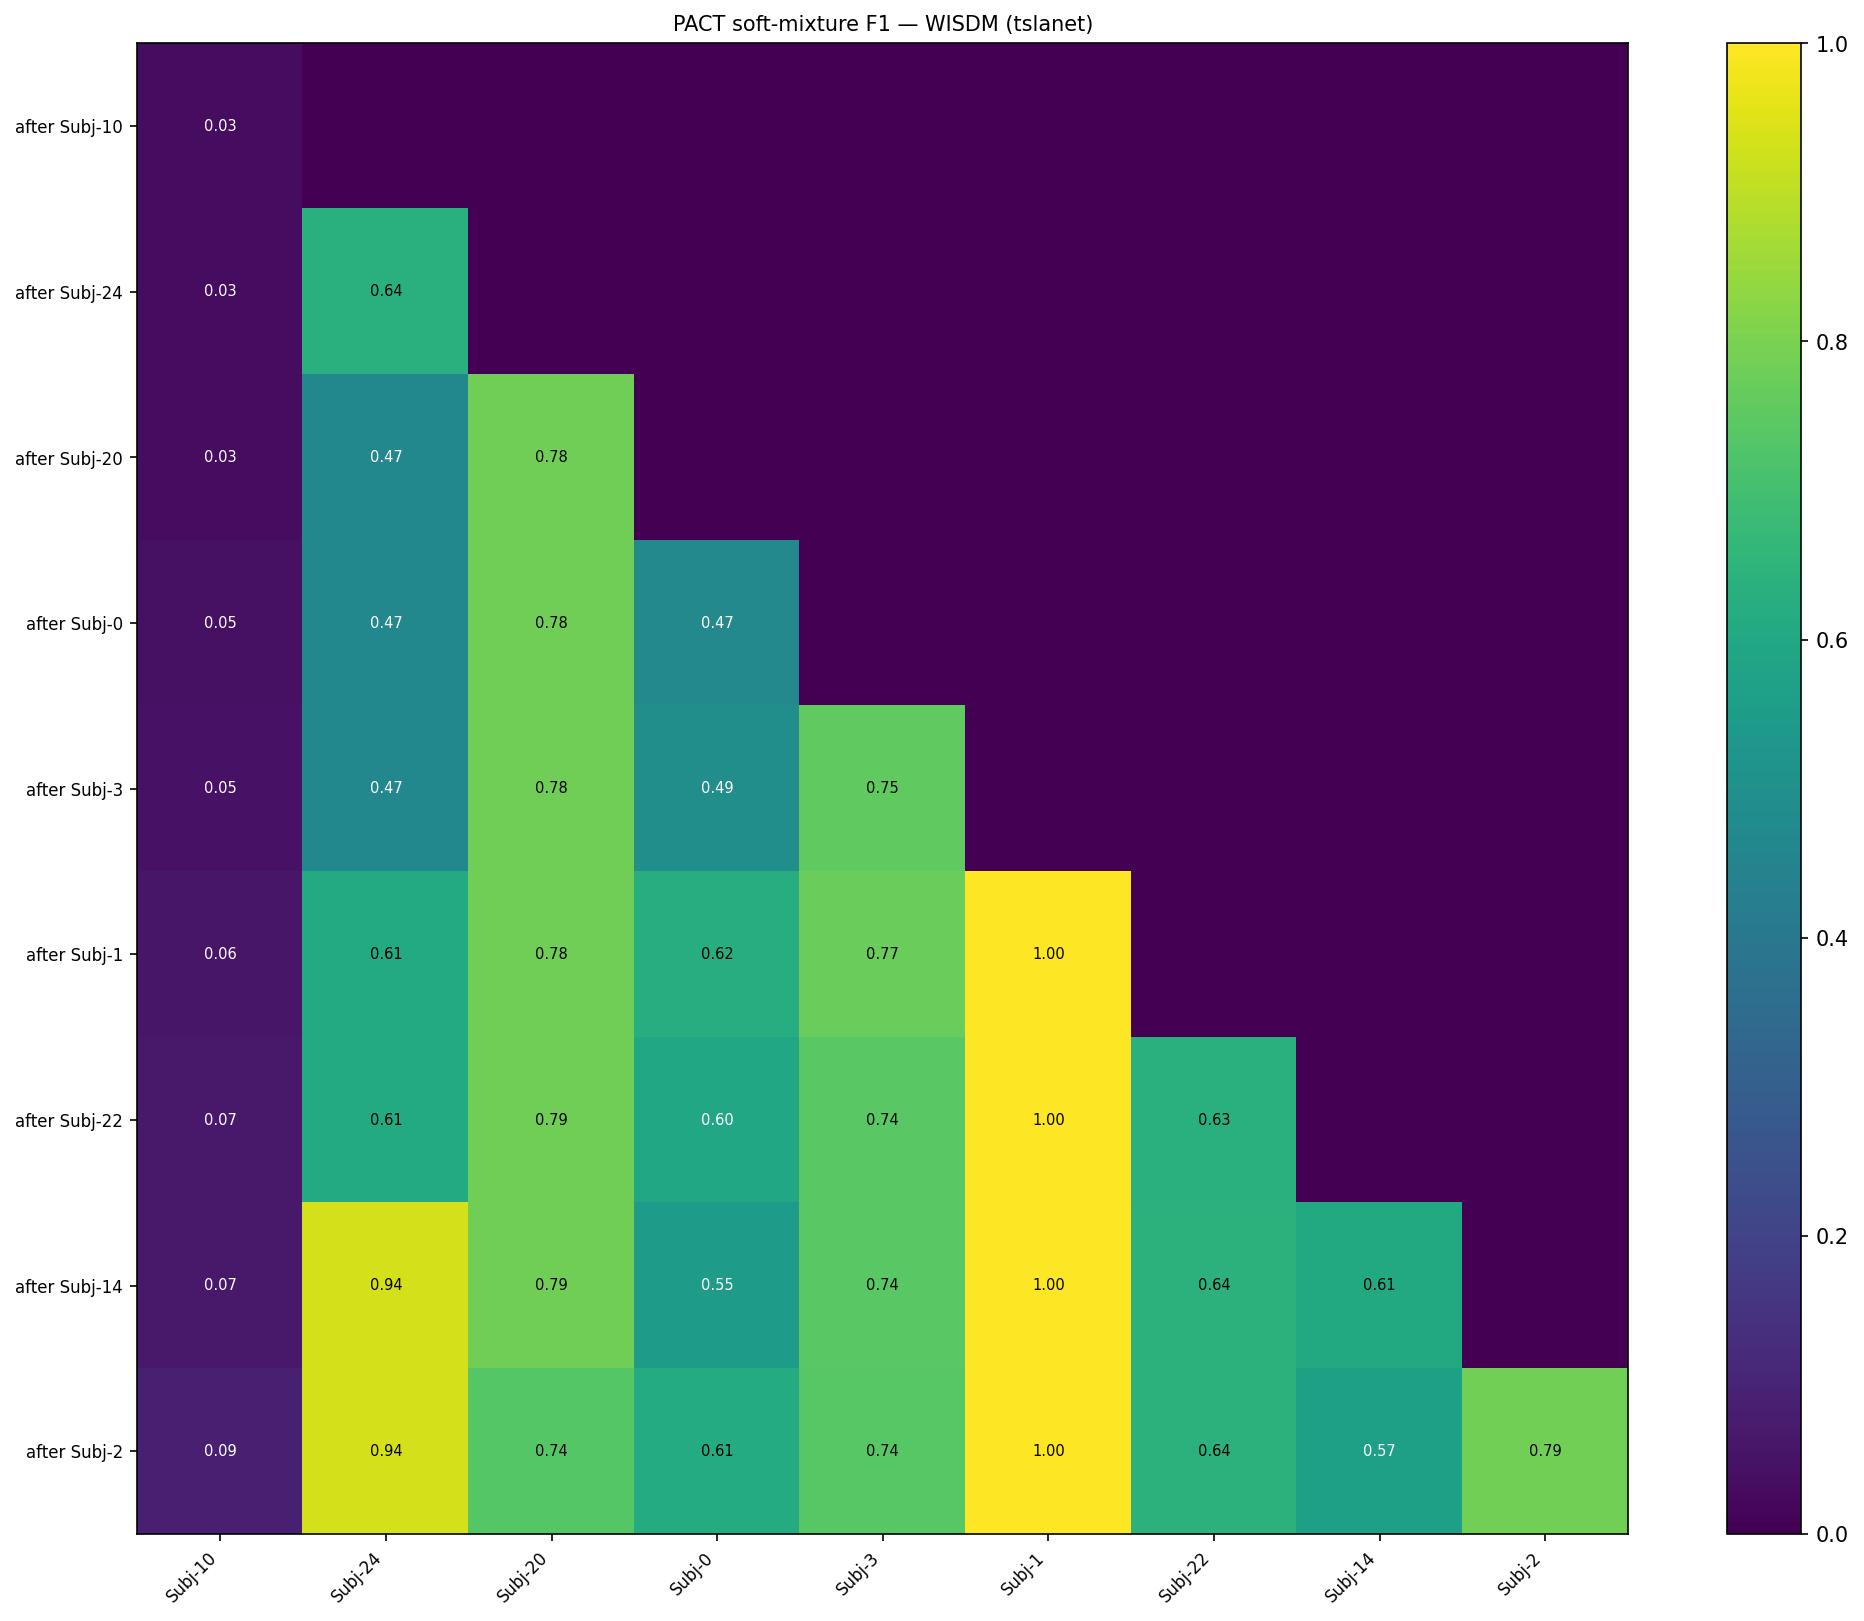 PACT soft-mixture F1 — WISDM (tslanet)
1.0
after Subj-10 0.03
after Subj-24 0.03 0.64
0.8
after Subj-20 0.03 0.47 0.78
after Subj-0 0.05 0.47 0.78 0.47
0.6
after Subj-3 0.05 0.47 0.78 0.49 0.75
0.4
after Subj-1 0.06 0.61 0.78 0.62 0.77 1.00
after Subj-22 0.07 0.61 0.79 0.60 0.74 1.00 0.63
0.2
after Subj-14 0.07 0.94 0.79 0.55 0.74 1.00 0.64 0.61
after Subj-2 0.09 0.94 0.74 0.61 0.74 1.00 0.64 0.57 0.79
0.0
Subj-10 Subj-24 Subj-20 Subj-0 Subj-3 Subj-1 Subj-22 Subj-14 Subj-2